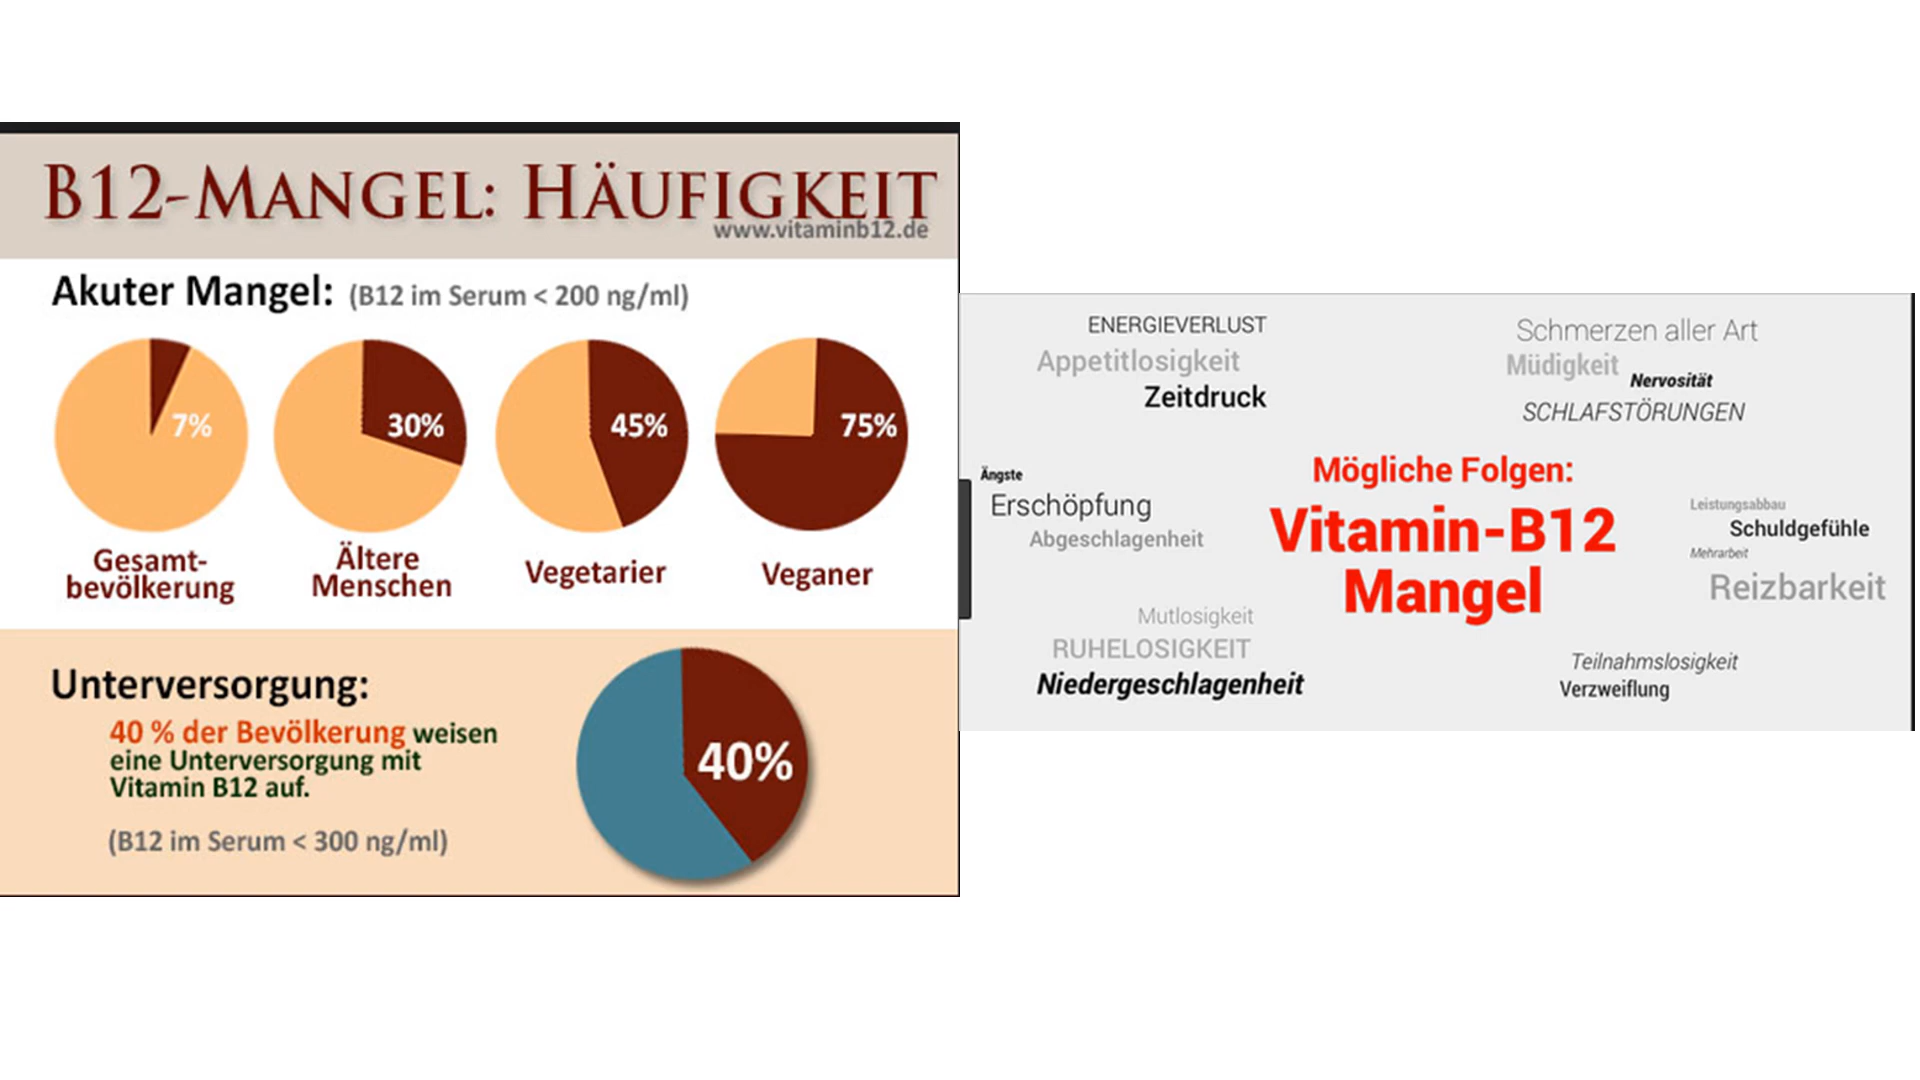 B12-MANGEL: HÄUFIGKEIT
www.vitaminb12.de
Akuter Mangel: (B12 im Serum < 200 ng/ml)
7%
30%
45%
75%
Gesamt-
bevölkerung
Ältere
Menschen
Vegetarier
Veganer
Unterversorgung:
40 % der Bevölkerung weisen
eine Unterversorgung mit
Vitamin B12 auf.
(B12 im Serum < 300 ng/ml)
40%
ENERGIEVERLUST
Appetitlosigkeit
Zeitdruck
Schmerzen aller Art
Müdigkeit
Nervosität
SCHLAFSTÖRUNGEN
Ängste
Erschöpfung
Abgeschlagenheit
Mögliche Folgen:
Vitamin-B12
Mangel
Leistungsabbau
Schuldgefühle
Mehrarbeit
Reizbarkeit
Mutlosigkeit
RUHELOSIGKEIT
Niedergeschlagenheit
Teilnahmslosigkeit
Verzweiflung